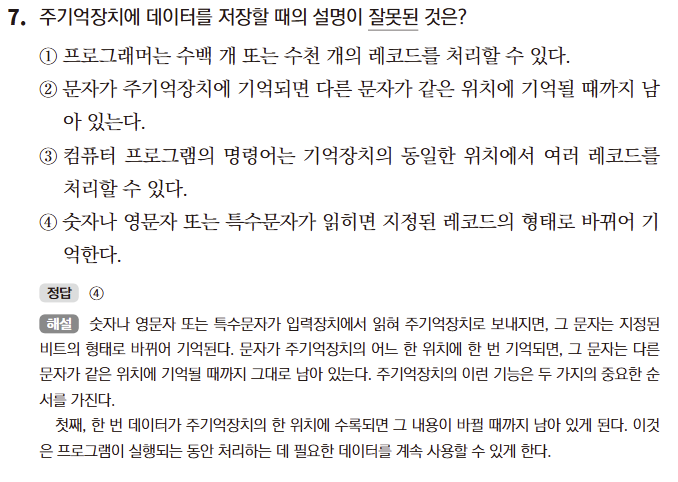 7. 주기억장치에 데이터를 저장할 때의 설명이 잘못된 것은?
① 프로그래머는 수백 개 또는 수천 개의 레코드를 처리할 수 있다.
② 문자가 주기억장치에 기억되면 다른 문자가 같은 위치에 기억될 때까지 남
아 있는다.
③ 컴퓨터 프로그램의 명령어는 기억장치의 동일한 위치에서 여러 레코드를
처리할 수 있다.
④ 숫자나 영문자 또는 특수문자가 읽히면 지정된 레코드의 형태로 바뀌어 기
억한다.
정답 ④
해설 숫자나 영문자 또는 특수문자가 입력장치에서 읽혀 주기억장치로 보내지면, 그 문자는 지정된
비트의 형태로 바뀌어 기억된다. 문자가 주기억장치의 어느 한 위치에 한 번 기억되면, 그 문자는 다른
문자가 같은 위치에 기억될 때까지 그대로 남아 있는다. 주기억장치의 이런 기능은 두 가지의 중요한 순
서를 가진다.
첫째, 한 번 데이터가 주기억장치의 한 위치에 수록되면 그 내용이 바뀔 때까지 남아 있게 된다. 이것
은 프로그램이 실행되는 동안 처리하는 데 필요한 데이터를 계속 사용할 수 있게 한다.